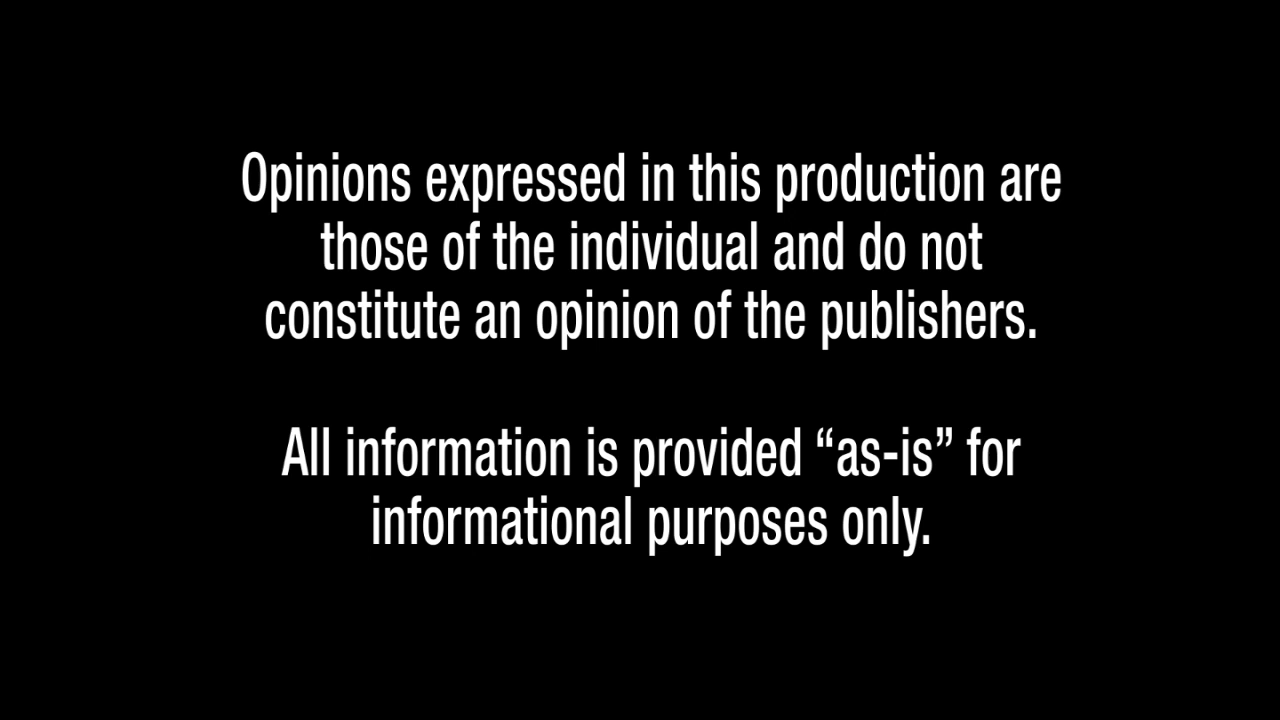 Opinions expressed in this production are
those of the individual and do not
constitute an opinion of the publishers.
All information is provided “as-is” for
informational purposes only.